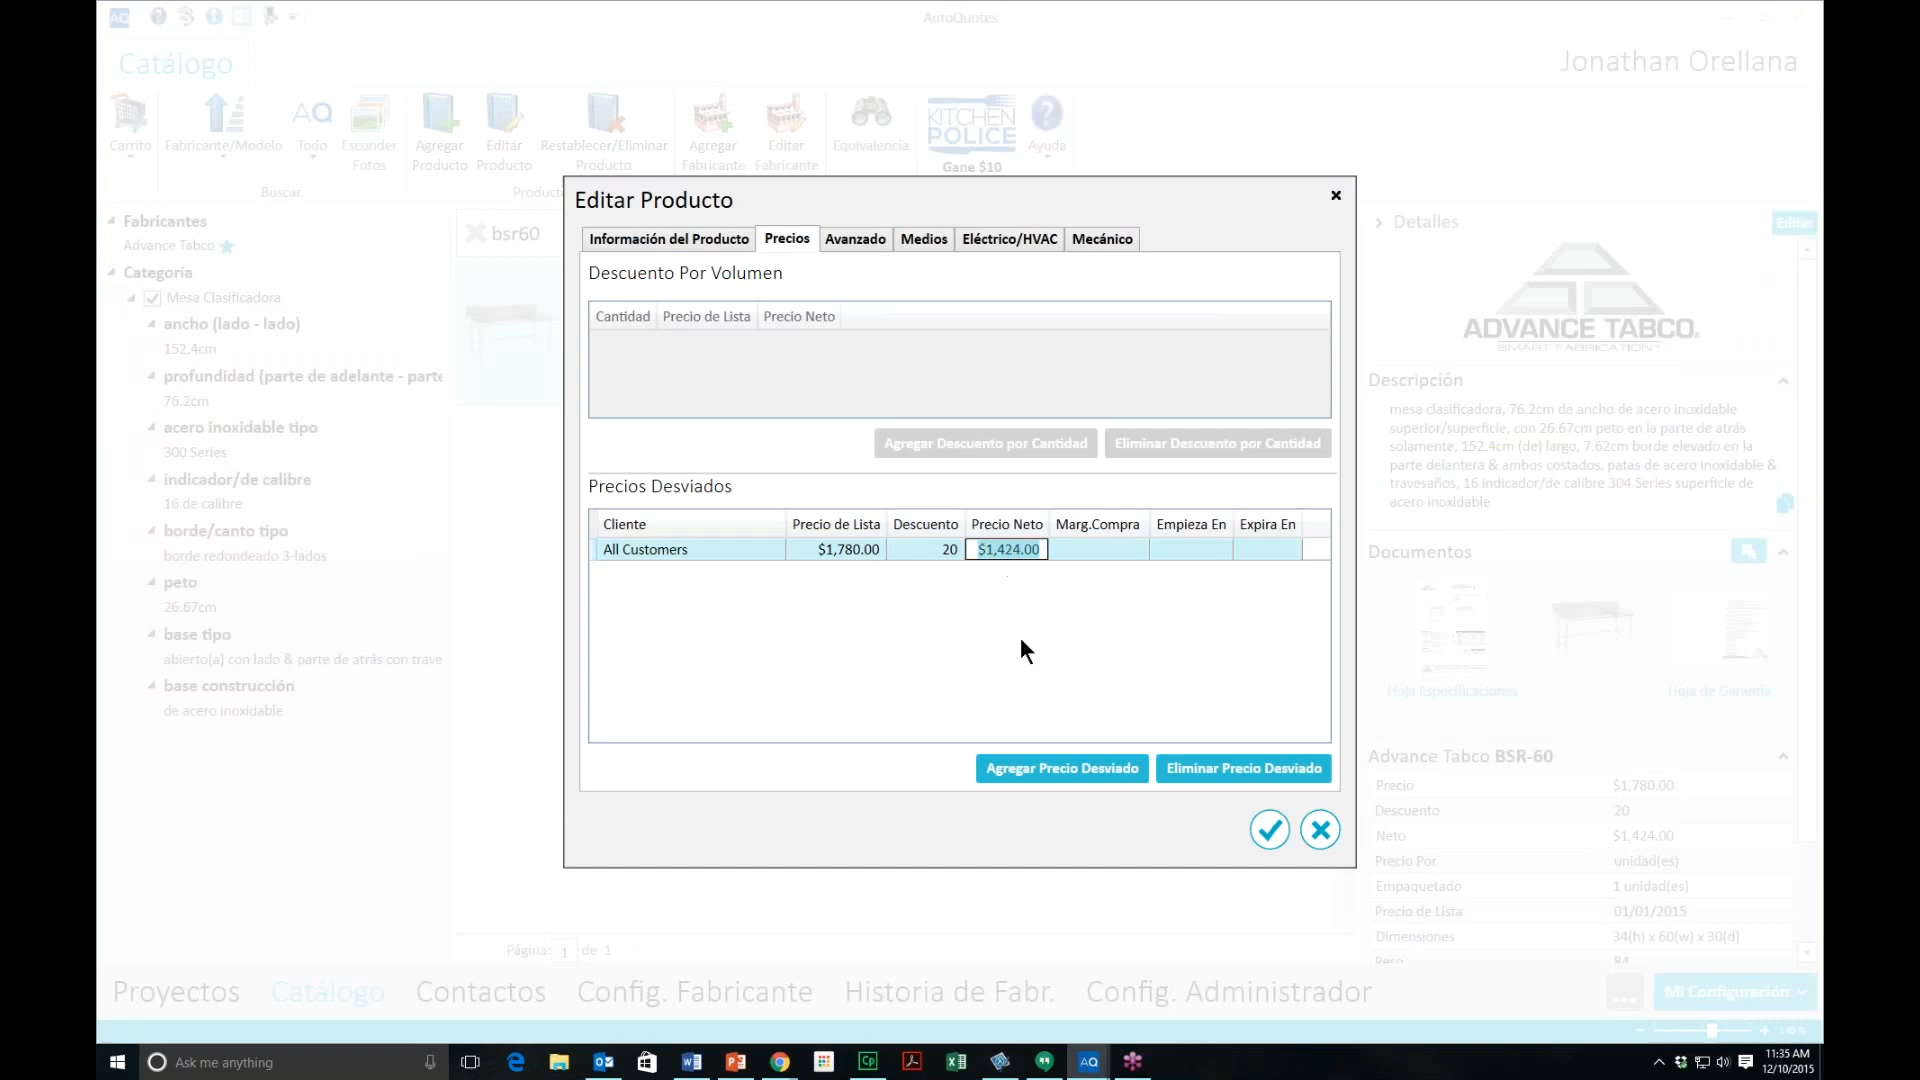 AQ
AutoQuotes
Catálogo
Jonathan Orellana
Carrito
Fabricante/Modelo
AQ
Todo
Esconder
Fotos
Buscar
Agregar
Producto
Editar
Producto
Restablecer/Eliminar
Producto
Agregar
Fabricante
Editar
Fabricante
Equivalencia
KITCHEN
POLICE
Gane $10
Ayuda
Fabricantes
Advance Tabco
Categoría
Mesa Clasificadora
ancho (lado - lado)
152.4cm
profundidad (parte de adelante - parte
76.2cm
acero inoxidable tipo
300 Series
indicador/de calibre
16 de calibre
borde/canto tipo
borde redondeado 3-lados
peto
26.67cm
base tipo
abierto(a) con lado & parte de atrás con trave
base construcción
de acero inoxidable
bsr60
Editar Producto
Información del Producto
Precios
Avanzado
Medios
Eléctrico/HVAC
Mecánico
Descuento Por Volumen
Cantidad Precio de Lista Precio Neto
Agregar Descuento por Cantidad
Eliminar Descuento por Cantidad
Precios Desviados
Cliente Precio de Lista Descuento Precio Neto Marg.Compra Empieza En Expira En
All Customers $1,780.00 20 $1,424.00
Agregar Precio Desviado
Eliminar Precio Desviado
Página: 1 de 1
Detalles
Editar
ADVANCE TABCO.
SMART FABRICATION™
Descripción
mesa clasificadora, 76.2cm de ancho de acero inoxidable
superior/superficie, con 26.67cm peto en la parte de atrás
solamente, 152.4cm (de) largo, 7.62cm borde elevado en la
parte delantera & ambos costados, patas de acero inoxidable &
travesaños, 16 indicador/de calibre 304 Series superficie de
acero inoxidable
Documentos
Hoja Especificaciones
Hoja de Garantia
Advance Tabco BSR-60
Precio $1,780.00
Descuento 20
Neto $1,424.00
Precio Por unidad(es)
Empaquetado 1 unidad(es)
Precio de Lista 01/01/2015
Dimensiones 34(h) x 60(w) x 30(d)
Peso 84
Proyectos
Catálogo
Contactos
Config. Fabricante
Historia de Fabr.
Config. Administrador
...
Mi Configuración
140 %
Ask me anything
11:35 AM
12/10/2015